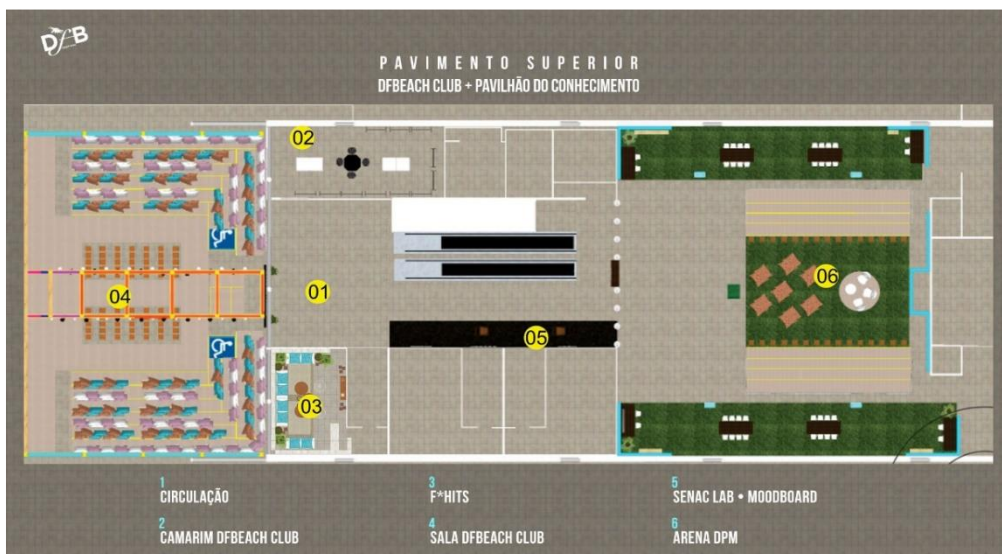 DfB
PAVIMENTO SUPERIOR
DFBEACH CLUB + PAVILHÃO DO CONHECIMENTO
02
01
04
03
05
06
1
CIRCULAÇÃO
2
CAMARIM DFBEACH CLUB
3
F*HITS
4
SALA DFBEACH CLUB
5
SENAC LAB • MOODBOARD
6
ARENA DPM